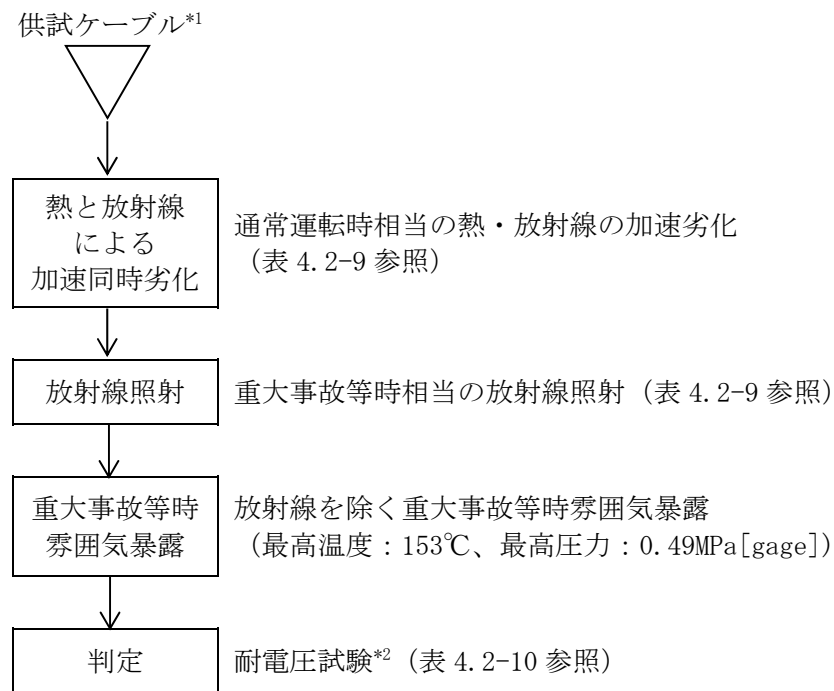 供試ケーブル*1
熱と放射線
による
加速同時劣化
通常運転時相当の熱・放射線の加速劣化
（表 4.2-9 参照）
放射線照射
重大事故等時相当の放射線照射（表 4.2-9 参照）
重大事故等時
雰囲気暴露
放射線を除く重大事故等時雰囲気暴露
（最高温度：153℃、最高圧力：0.49MPa[gage]）
判定
耐電圧試験*2（表 4.2-10 参照）